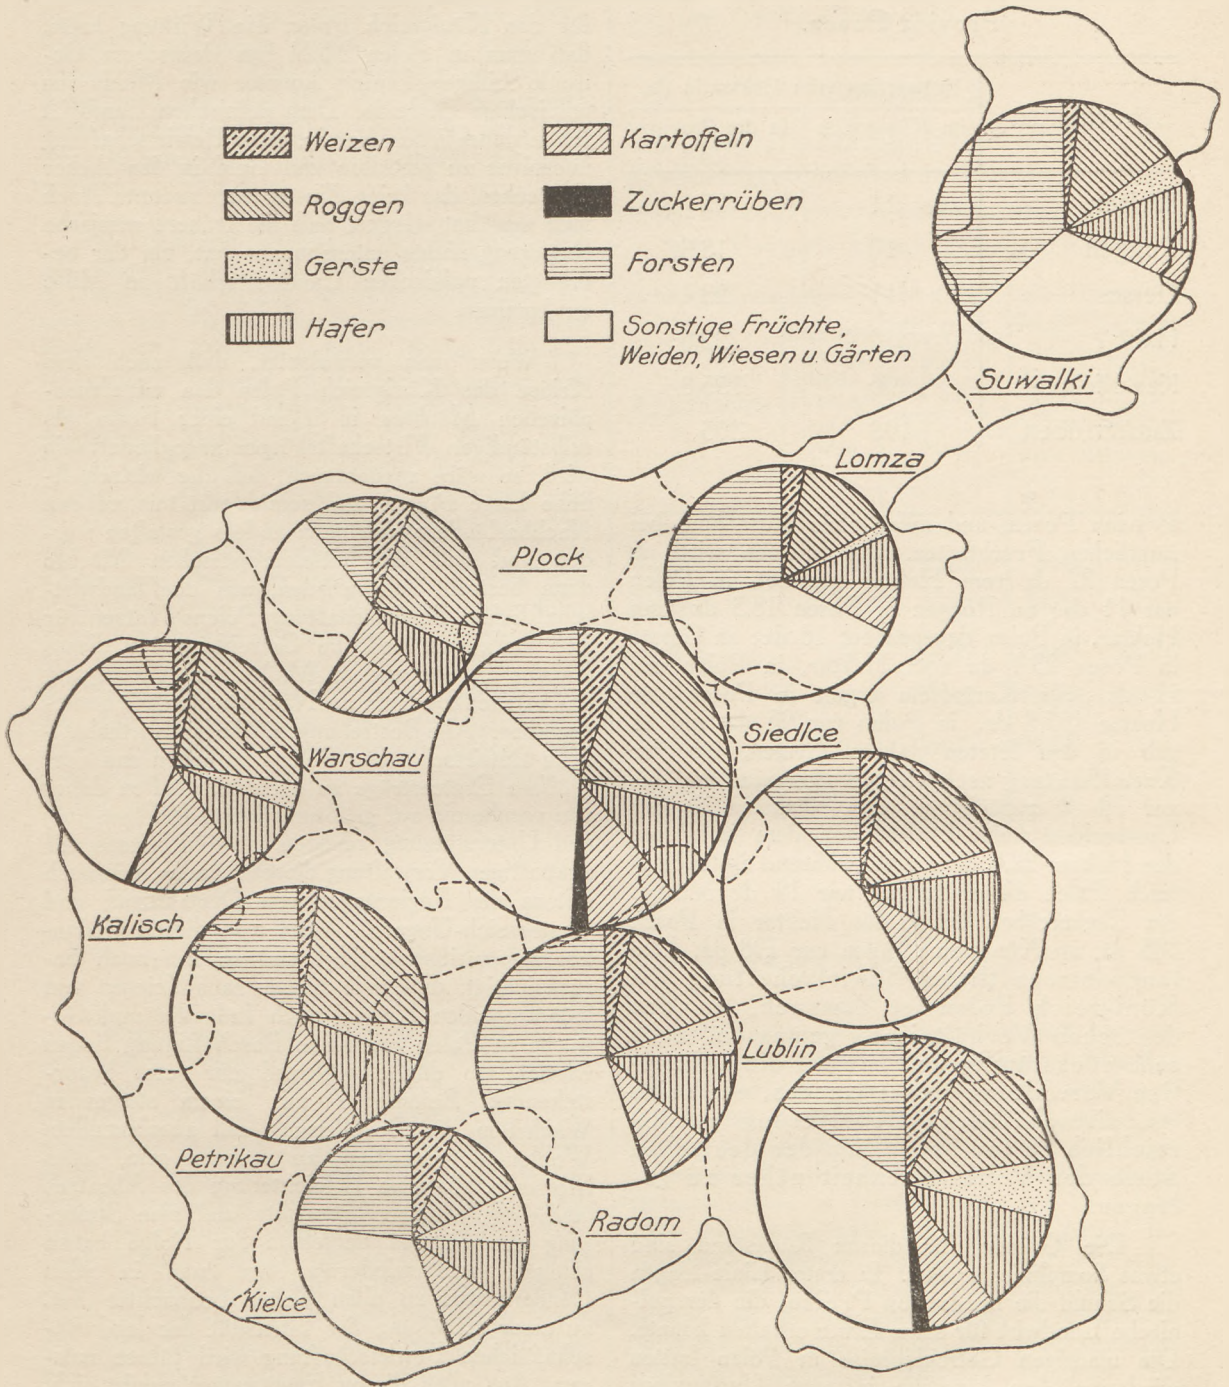 Weizen
Roggen
Gerste
Hafer
Kartoffeln
Zuckerrüben
Forsten
Sonstige Früchte,
Weiden, Wiesen u. Gärten
Suwalki
Lomza
Plock
Siedlce
Warschau
Kalisch
Lublin
Petrikau
Radom
Kielce